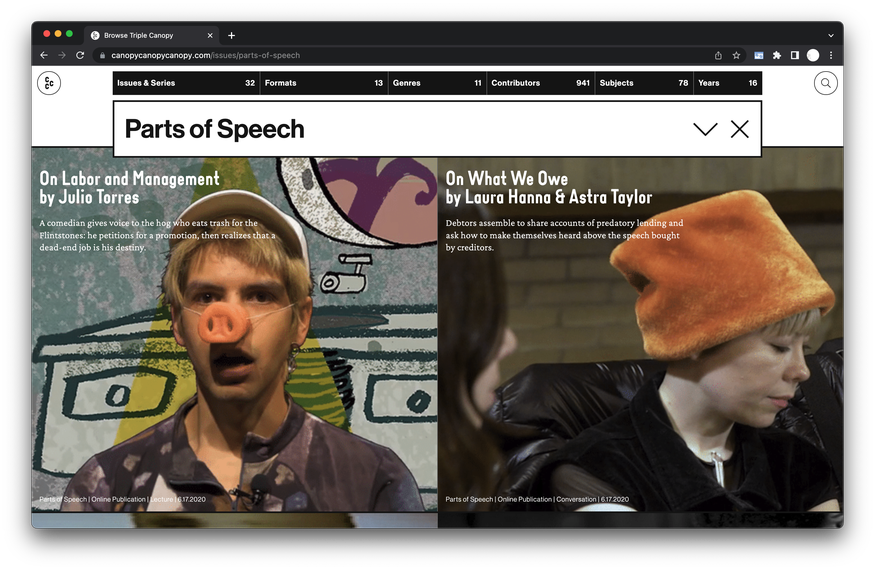 Browse Triple Canopy
canopycanopycanopy.com/issues/parts-of-speech
Issues & Series 32
Formats 13
Genres 11
Contributors 941
Subjects 78
Years 16
Parts of Speech
On Labor and Management
by Julio Torres
A comedian gives voice to the hog who eats trash for the
Flintstones: he petitions for a promotion, then realizes that a
dead-end job is his destiny.
Parts of Speech | Online Publication | Lecture | 6.17.2020
On What We Owe
by Laura Hanna & Astra Taylor
Debtors assemble to share accounts of predatory lending and
ask how to make themselves heard above the speech bought
by creditors.
Parts of Speech | Online Publication | Conversation | 6.17.2020